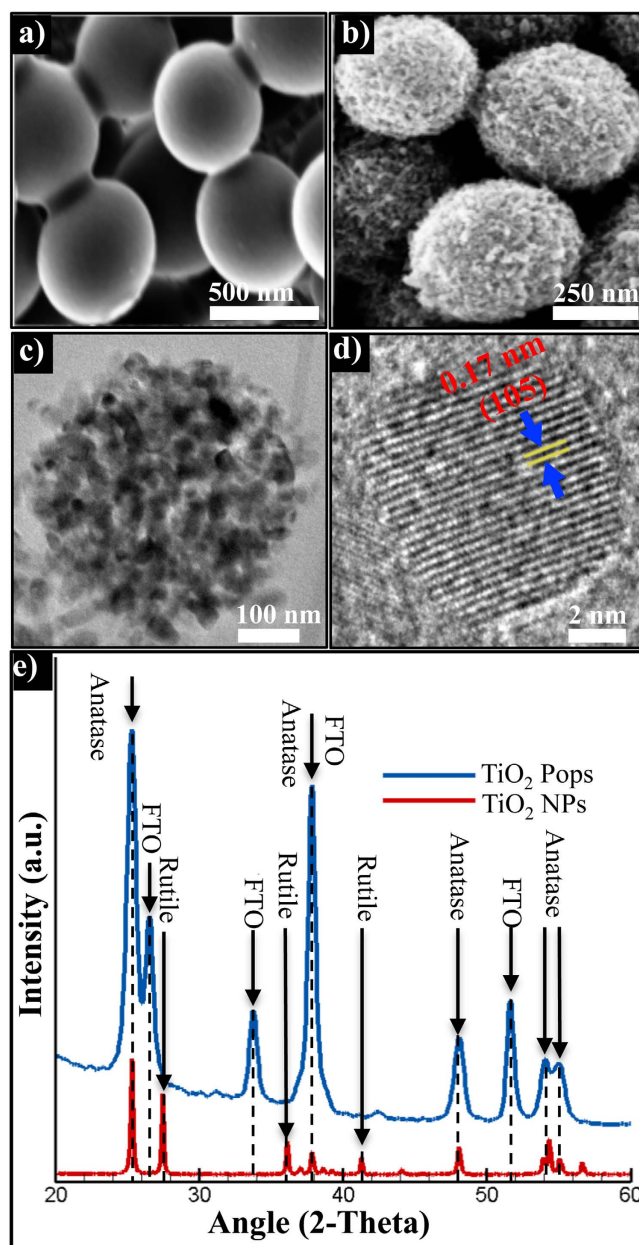 a)
500 nm
b)
250 nm
c)
100 nm
d)
0.17 nm
(105)
2 nm
e)
Anatase
FTO
Rutile
FTO
Rutile
Anatase
FTO
Rutile
Anatase
FTO
Anatase
TiO₂ Pops
TiO₂ NPs
Intensity (a.u.)
20
30
40
50
60
Angle (2-Theta)